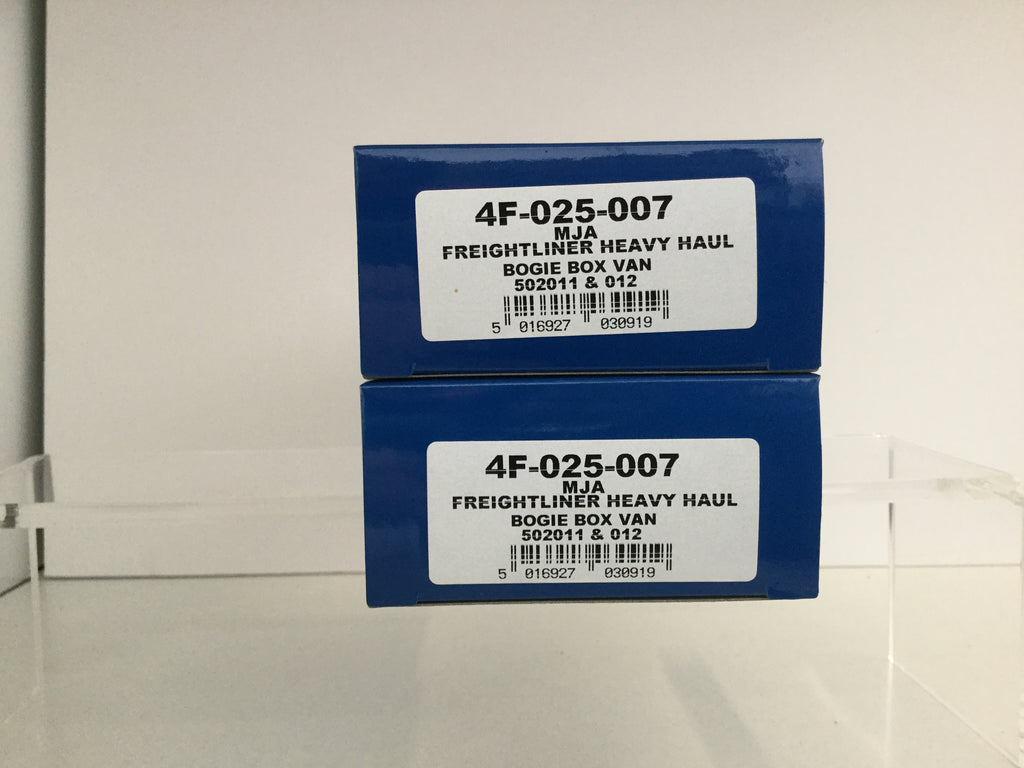 4F-025-007
MJA
FREIGHTLINER HEAVY HAUL
BOGIE BOX VAN
502011 & 012
5 016927 030919
4F-025-007
MJA
FREIGHTLINER HEAVY HAUL
BOGIE BOX VAN
502011 & 012
5 016927 030919